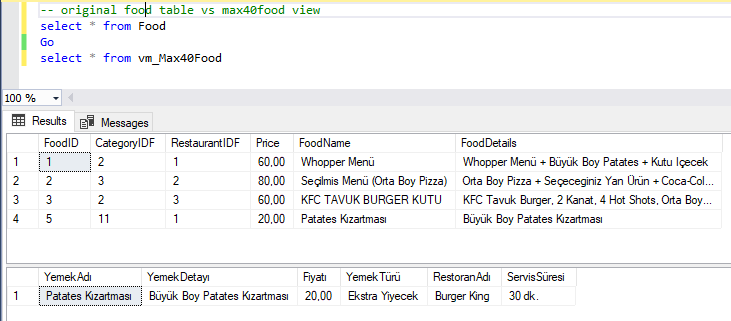 -- original food table vs max40food view
select * from Food
Go
select * from vm_Max40Food
100 %
Results Messages
FoodID CategoryIDF RestaurantIDF Price FoodName FoodDetails
1 1 2 1 60,00 Whopper Menü Whopper Menü + Büyük Boy Patates + Kutu Içecek
2 2 3 2 80,00 Seçilmis Menü (Orta Boy Pizza) Orta Boy Pizza + Seçeceginiz Yan Ürün + Coca-Col...
3 3 2 3 60,00 KFC TAVUK BURGER KUTU KFC Tavuk Burger, 2 Kanat, 4 Hot Shots, Orta Boy...
4 5 11 1 20,00 Patates Kızartması Büyük Boy Patates Kızartması
YemekAdı YemekDetayı Fiyatı YemekTürü RestoranAdı ServisSüresi
1 Patates Kızartması Büyük Boy Patates Kızartması 20,00 Ekstra Yiyecek Burger King 30 dk.